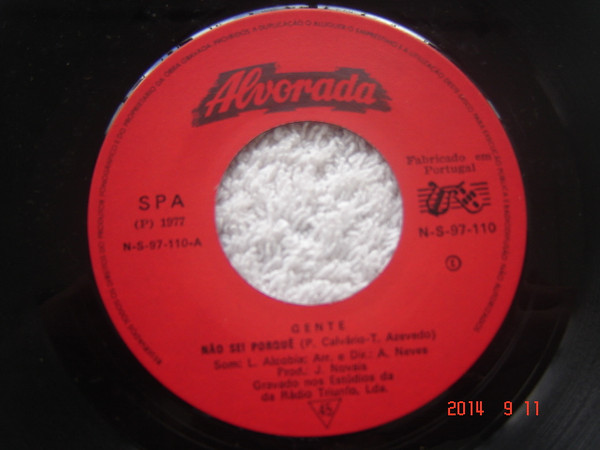 Alvorada
SPA
(P) 1977
N-S-97-110-A
Fabricado em
Portugal
N-S-97-110
L
GENTE
NÃO SEI PORQUÊ (P. Calvário-T. Azevedo)
Som: L. Alcobia; Arr. e Dir.: A. Neves
Prod.: J. Novais
Gravado nos Estúdios da
da Rádio Triunfo, Lda.
45
2014 9 11